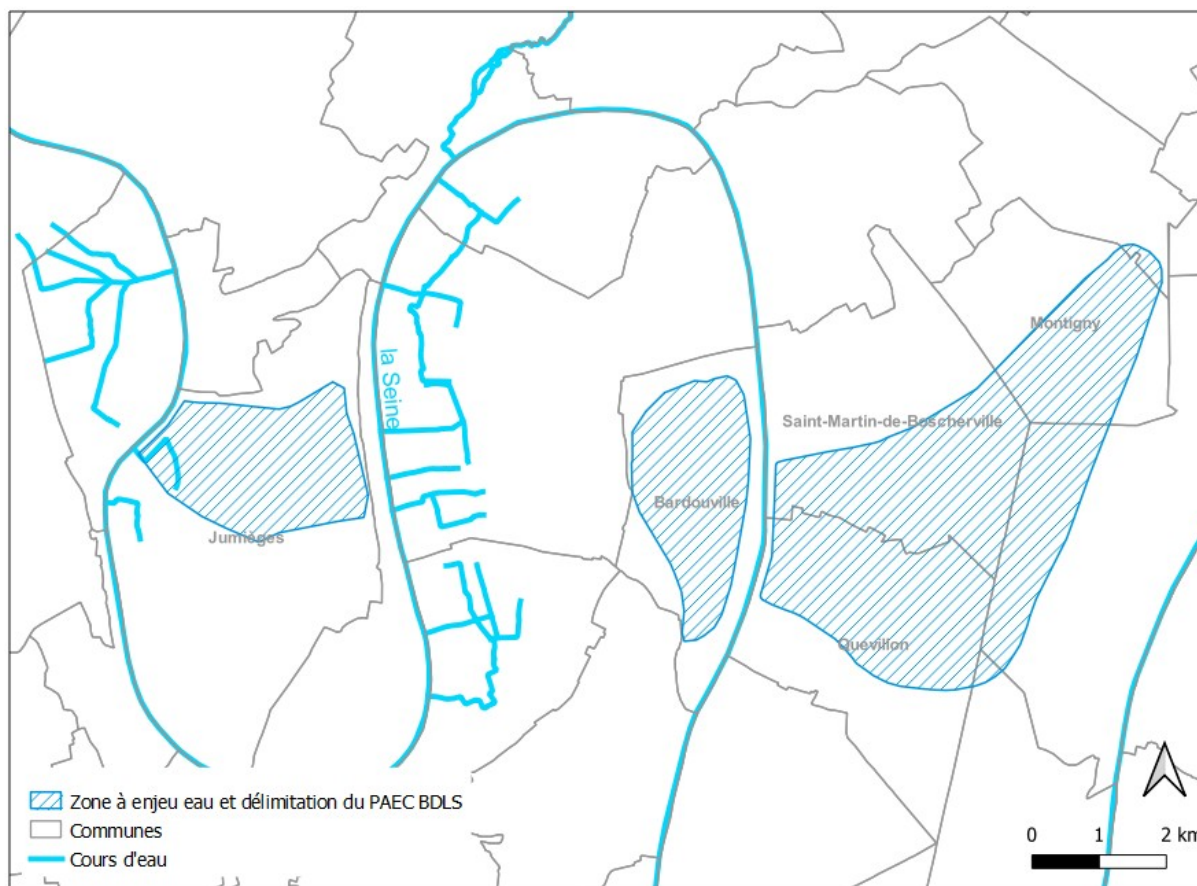 Montigny
la Seine
Saint-Martin-de-Boscherville
Bardouville
Jumièges
Quevillon
Zone à enjeu eau et délimitation du PAEC BDLS
Communes
Cours d'eau
0 1 2 km